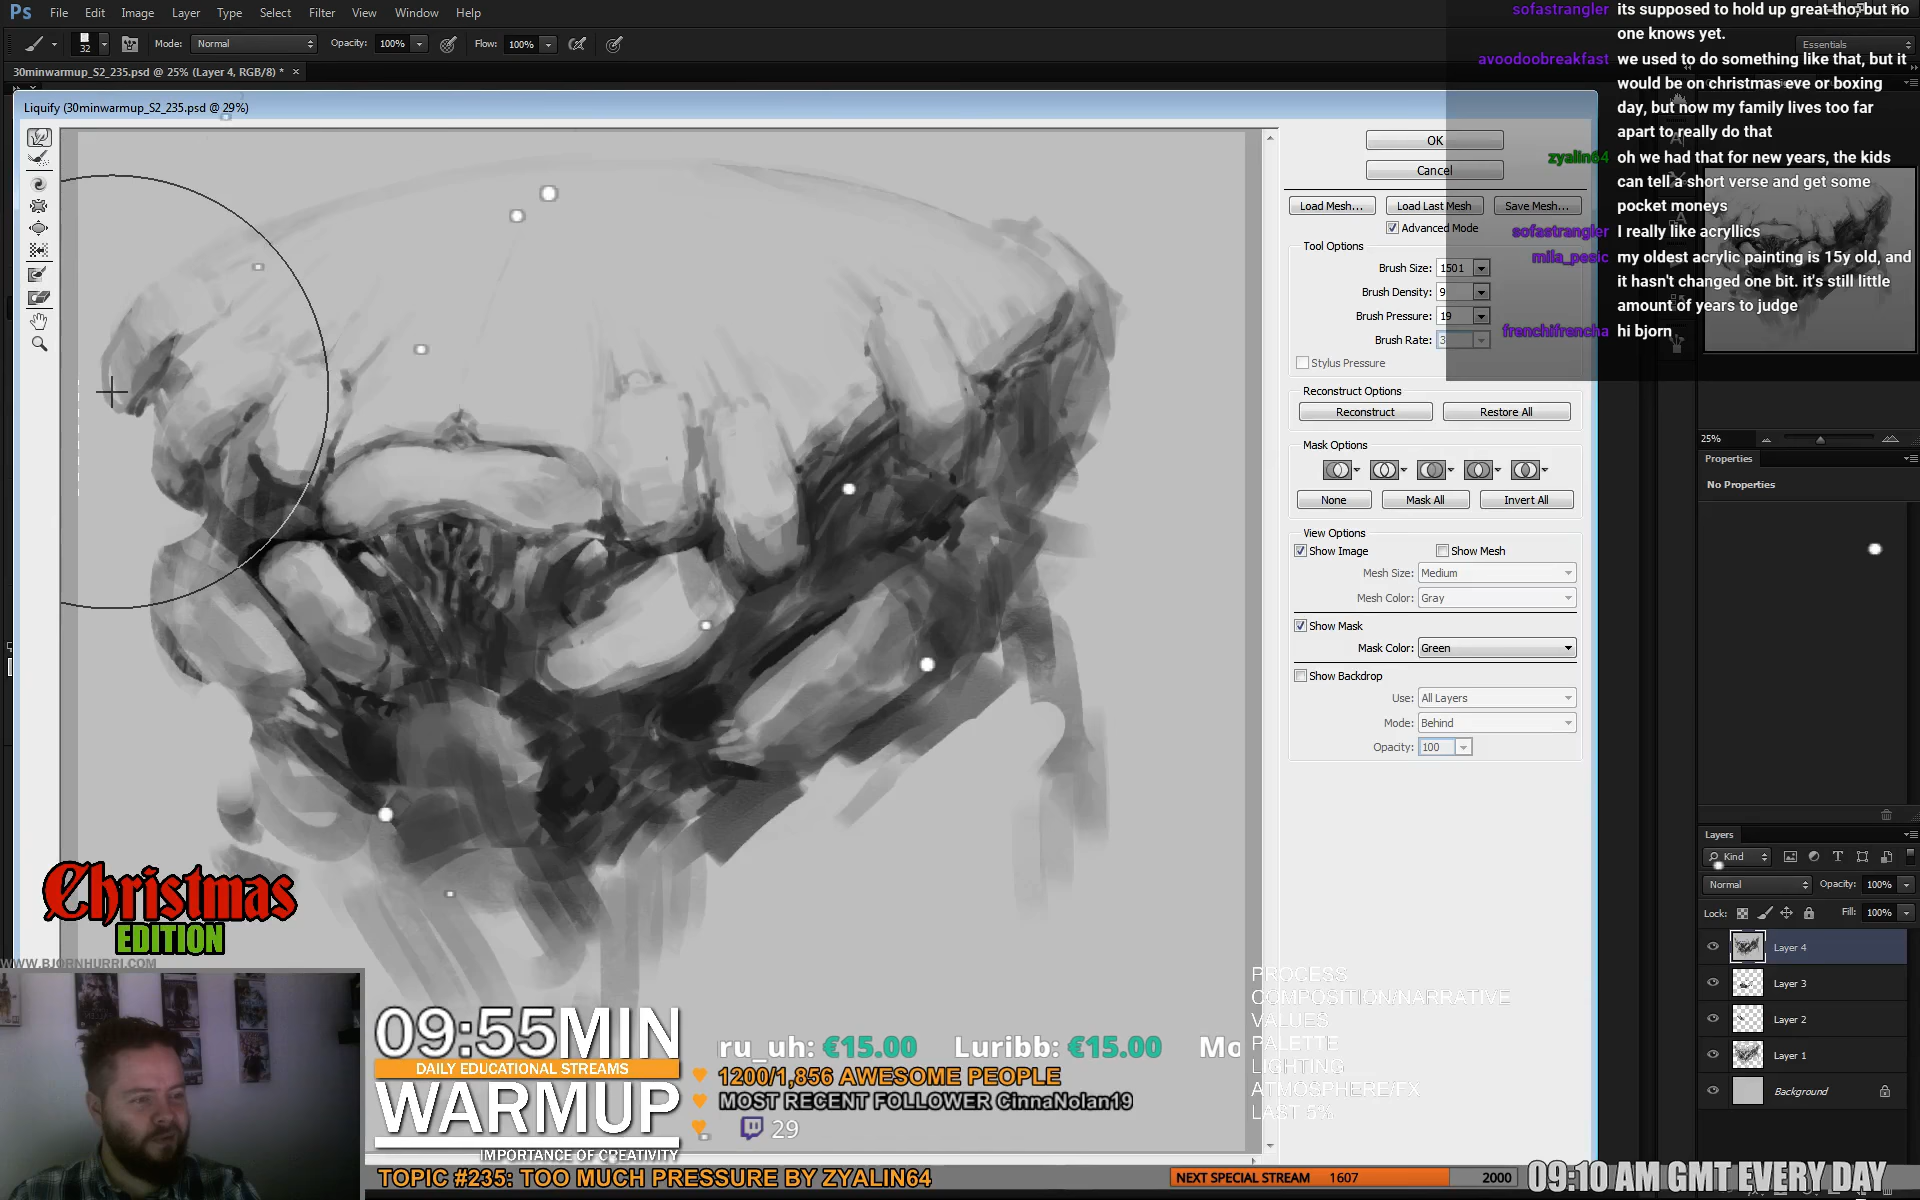 Ps File Edit Image Layer Type Select Filter View Window Help
32 Mode: Normal Opacity: 100% Flow: 100%
Essentials
30minwarmup_S2_235.psd @ 25% (Layer 4, RGB/8) * ×
Liquify (30minwarmup_S2_235.psd @ 29%)
OK
Cancel
Load Mesh... Load Last Mesh Save Mesh...
Advanced Mode
Tool Options
Brush Size: 1501
Brush Density: 9
Brush Pressure: 19
Brush Rate: 3
Stylus Pressure
Reconstruct Options
Reconstruct Restore All
Mask Options
None Mask All Invert All
View Options
Show Image Show Mesh
Mesh Size: Medium
Mesh Color: Gray
Show Mask
Mask Color: Green
Show Backdrop
Use: All Layers
Mode: Behind
Opacity: 100
sofastrangler its supposed to hold up great tho, but no
one knows yet.
avoodoobreakfast we used to do something like that, but it
would be on christmas eve or boxing
day, but now my family lives too far
apart to really do that
zyalin64 oh we had that for new years, the kids
can tell a short verse and get some
pocket moneys
sofastrangler I really like acryllics
mila_pesic my oldest acrylic painting is 15y old, and
it hasn't changed one bit. it's still little
amount of years to judge
frenchifrencha hi bjorn
25%
Properties
No Properties
Layers
Kind
Normal Opacity: 100%
Lock: Fill: 100%
Layer 4
Layer 3
Layer 2
Layer 1
Background
Christmas
EDITION
WWW.BJORNHURRI.COM
09:55MIN
DAILY EDUCATIONAL STREAMS
WARMUP
IMPORTANCE OF CREATIVITY
ru_uh: €15.00 Luribb: €15.00 Mo
1200/1,856 AWESOME PEOPLE
MOST RECENT FOLLOWER CinnaNolan19
29
PROCESS
COMPOSITION/NARRATIVE
VALUES
PALETTE
LIGHTING
ATMOSPHERE/FX
LAST 5%
TOPIC #235: TOO MUCH PRESSURE BY ZYALIN64
NEXT SPECIAL STREAM 1607 2000
09:10 AM GMT EVERY DAY